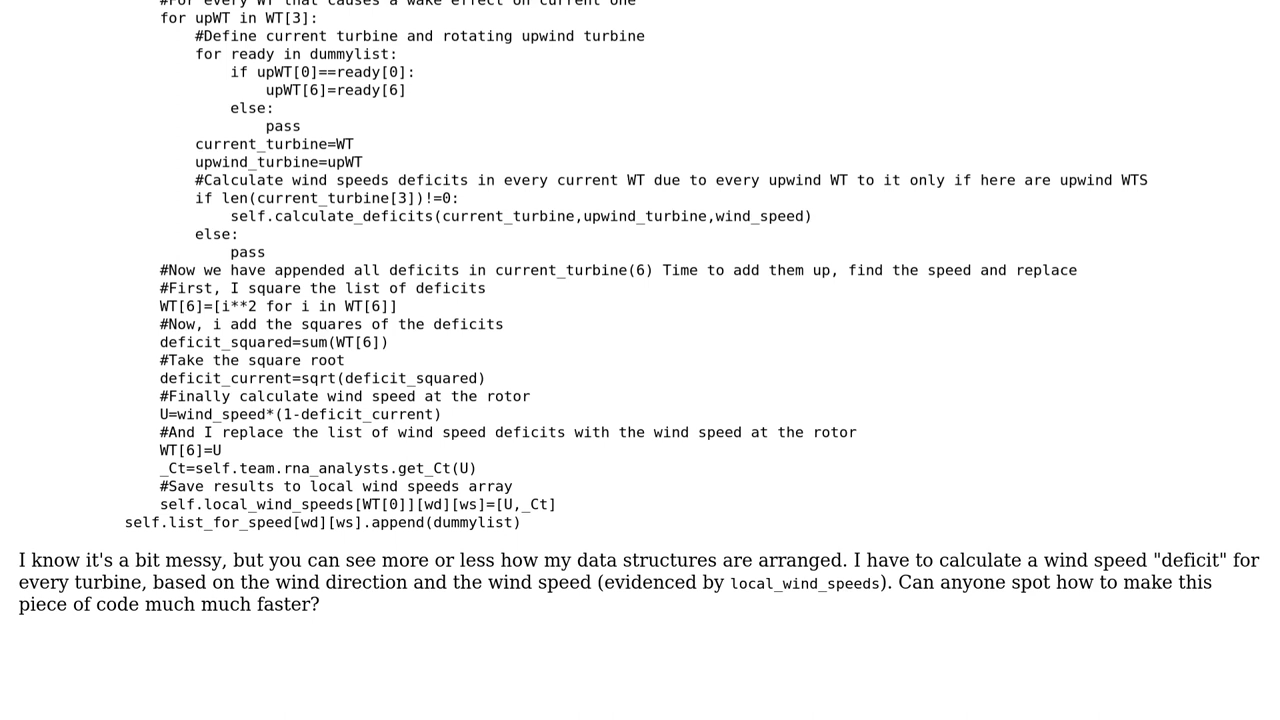 #For every WT that causes a wake effect on current one
for upWT in WT[3]:
#Define current turbine and rotating upwind turbine
for ready in dummylist:
if upWT[0]==ready[0]:
upWT[6]=ready[6]
else:
pass
current_turbine=WT
upwind_turbine=upWT
#Calculate wind speeds deficits in every current WT due to every upwind WT to it only if here are upwind WTS
if len(current_turbine[3])!=0:
self.calculate_deficits(current_turbine,upwind_turbine,wind_speed)
else:
pass
#Now we have appended all deficits in current_turbine(6) Time to add them up, find the speed and replace
#First, I square the list of deficits
WT[6]=[i**2 for i in WT[6]]
#Now, i add the squares of the deficits
deficit_squared=sum(WT[6])
#Take the square root
deficit_current=sqrt(deficit_squared)
#Finally calculate wind speed at the rotor
U=wind_speed*(1-deficit_current)
#And I replace the list of wind speed deficits with the wind speed at the rotor
WT[6]=U
_Ct=self.team.rna_analysts.get_Ct(U)
#Save results to local wind speeds array
self.local_wind_speeds[WT[0]][wd][ws]=[U,_Ct]
self.list_for_speed[wd][ws].append(dummylist)
I know it's a bit messy, but you can see more or less how my data structures are arranged. I have to calculate a wind speed "deficit" for
every turbine, based on the wind direction and the wind speed (evidenced by local_wind_speeds). Can anyone spot how to make this
piece of code much much faster?